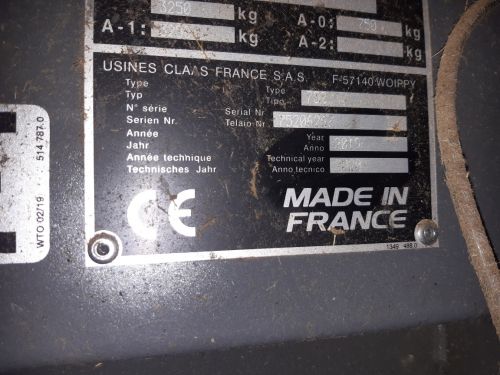 3250 kg kg
A-1: kg A-0: 750 kg
A-2: kg
USINES CLAAS FRANCE S.A.S. F-57140 WOIPPY
Type Type
Typ Tipo
N° série Serial Nr
Serien Nr. Telaio Nr.
Année Year
Jahr Anno
Année technique Technical year
Technisches Jahr Anno tecnico
CE MADE IN
FRANCE
1349 488.0
WTO 02/19 514 787.0